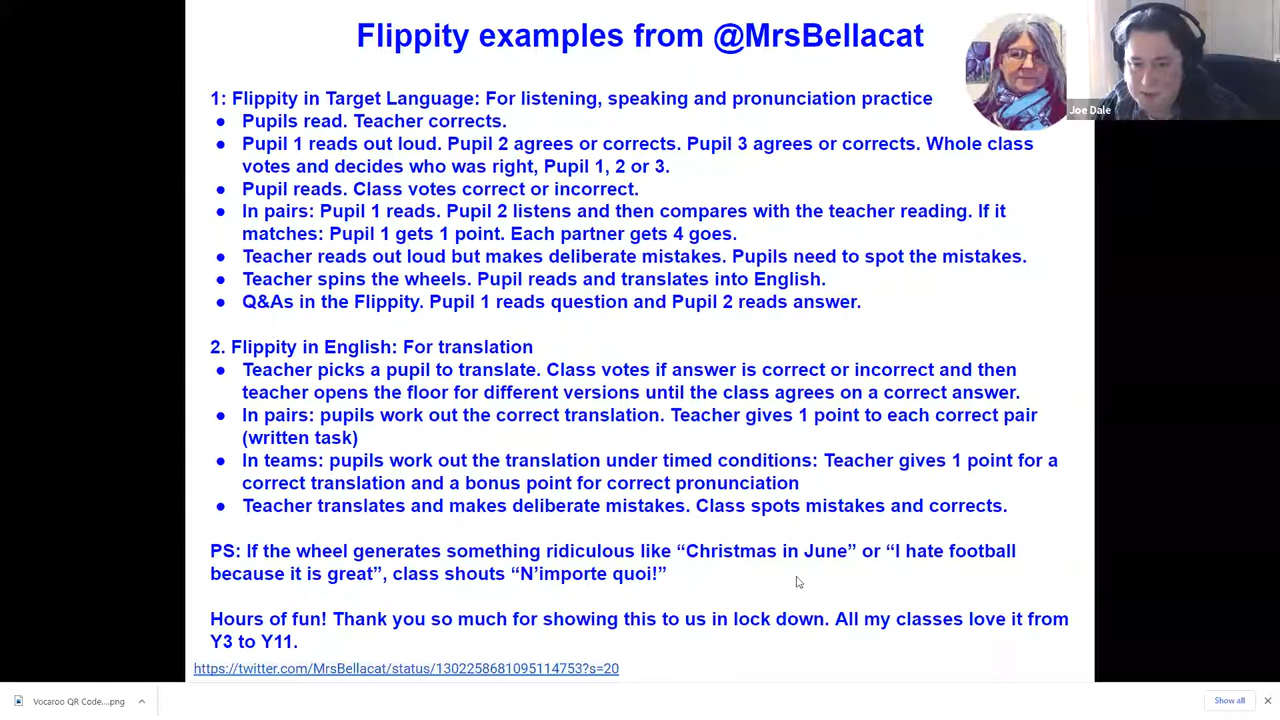 Flippity examples from @MrsBellacat
Joe Dale
1: Flippity in Target Language: For listening, speaking and pronunciation practice
● Pupils read. Teacher corrects.
● Pupil 1 reads out loud. Pupil 2 agrees or corrects. Pupil 3 agrees or corrects. Whole class
votes and decides who was right, Pupil 1, 2 or 3.
● Pupil reads. Class votes correct or incorrect.
● In pairs: Pupil 1 reads. Pupil 2 listens and then compares with the teacher reading. If it
matches: Pupil 1 gets 1 point. Each partner gets 4 goes.
● Teacher reads out loud but makes deliberate mistakes. Pupils need to spot the mistakes.
● Teacher spins the wheels. Pupil reads and translates into English.
● Q&As in the Flippity. Pupil 1 reads question and Pupil 2 reads answer.
2. Flippity in English: For translation
● Teacher picks a pupil to translate. Class votes if answer is correct or incorrect and then
teacher opens the floor for different versions until the class agrees on a correct answer.
● In pairs: pupils work out the correct translation. Teacher gives 1 point to each correct pair
(written task)
● In teams: pupils work out the translation under timed conditions: Teacher gives 1 point for a
correct translation and a bonus point for correct pronunciation
● Teacher translates and makes deliberate mistakes. Class spots mistakes and corrects.
PS: If the wheel generates something ridiculous like “Christmas in June” or “I hate football
because it is great”, class shouts “N’importe quoi!”
Hours of fun! Thank you so much for showing this to us in lock down. All my classes love it from
Y3 to Y11.
https://twitter.com/MrsBellacat/status/1302258681095114753?s=20
Vocaroo QR Code....png
Show all